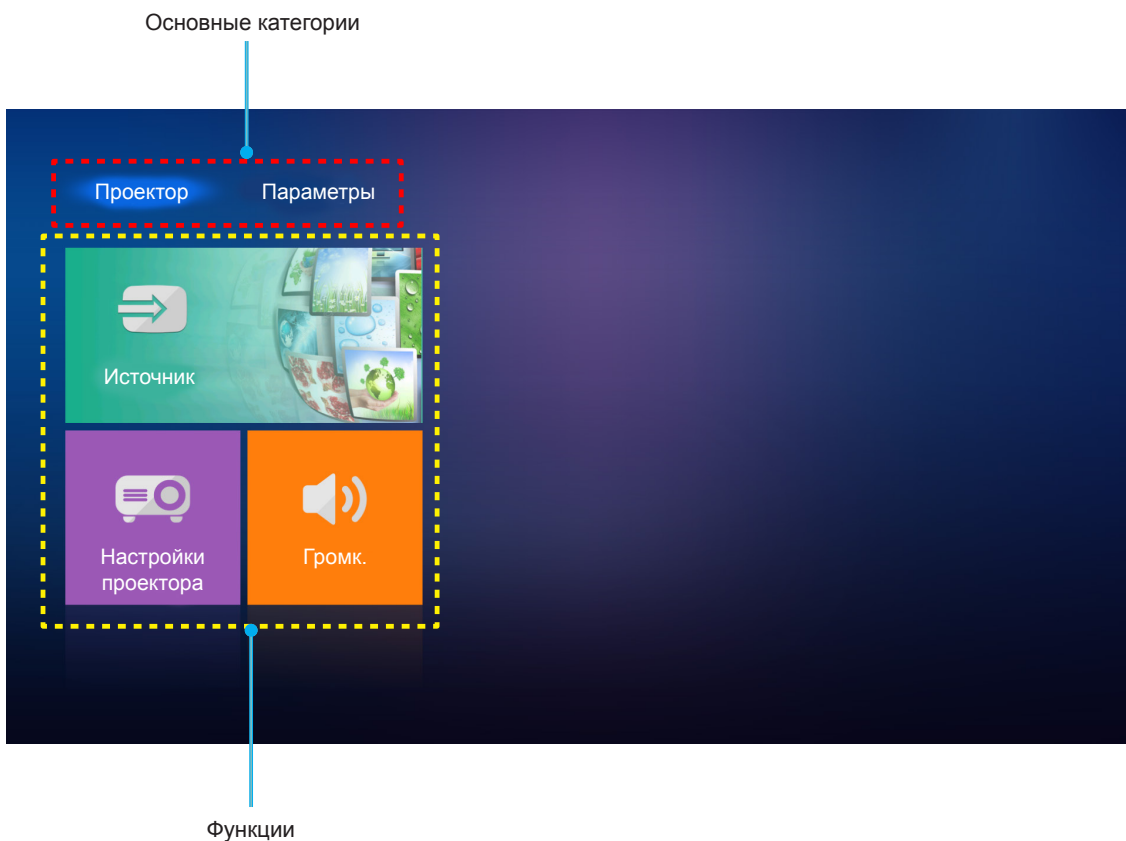 Основные категории
Проектор
Параметры
Источник
Настройки
проектора
Громк.
Функции